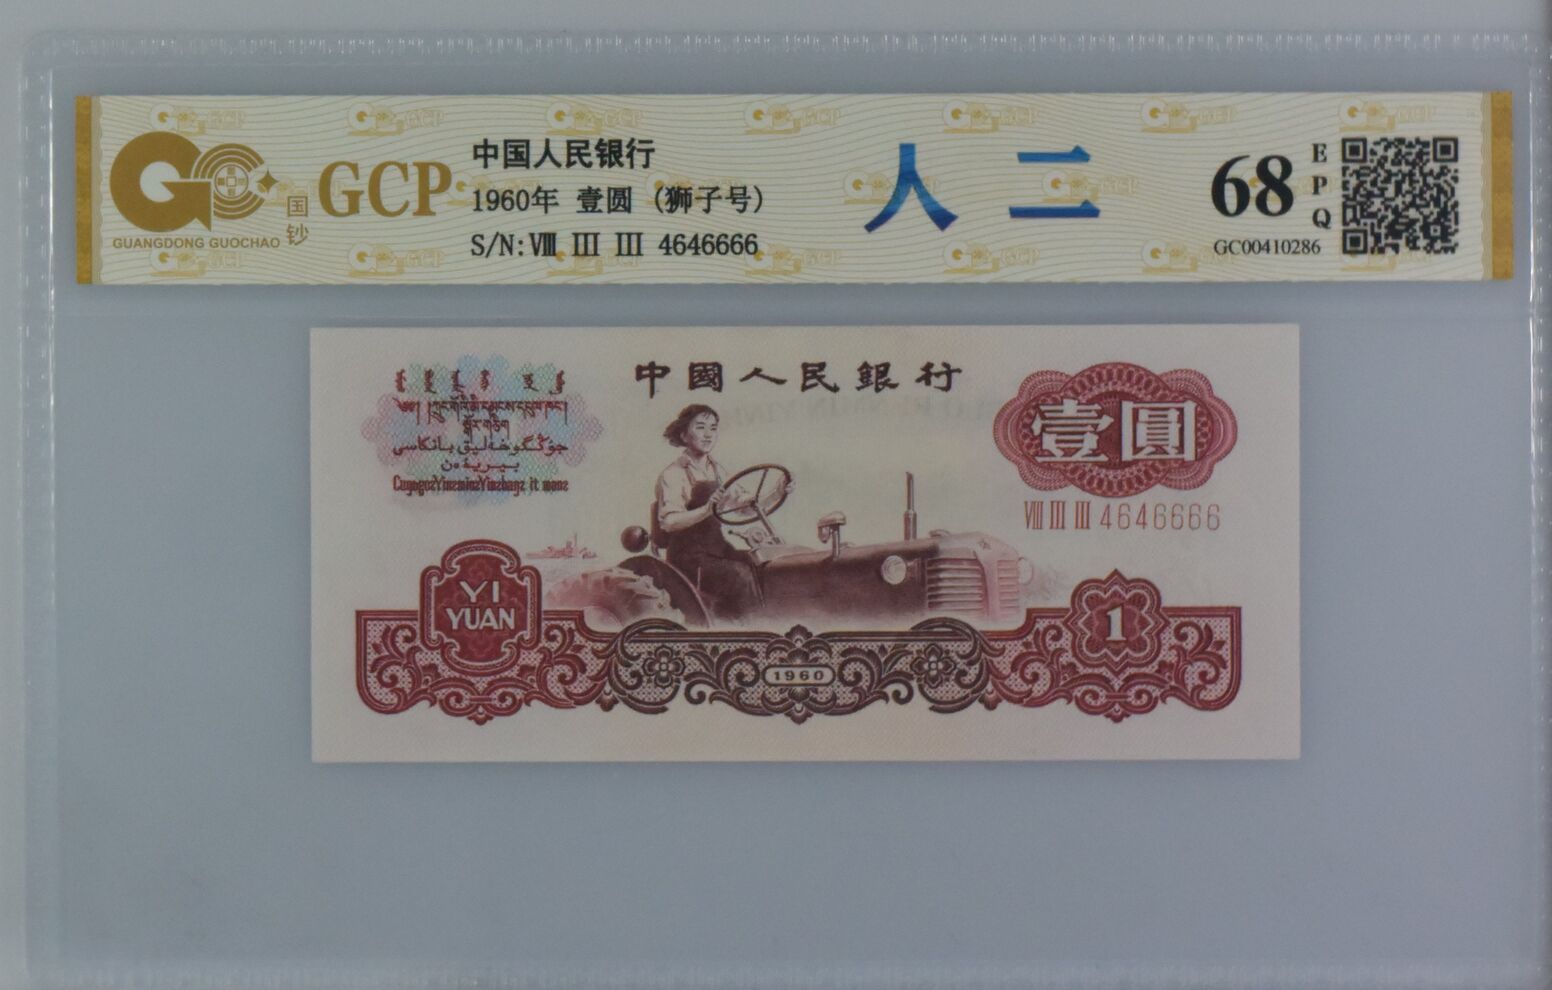 GCP
GUANGDONG GUOCHAO
国钞
中国人民银行
1960年 壹圆 (狮子号)
S/N: Ⅷ Ⅲ Ⅲ 4646666
人二
68
EPQ
GC00410286
中國人民銀行
壹圓
Ⅷ Ⅲ Ⅲ 4646666
YI
YUAN
1960
1